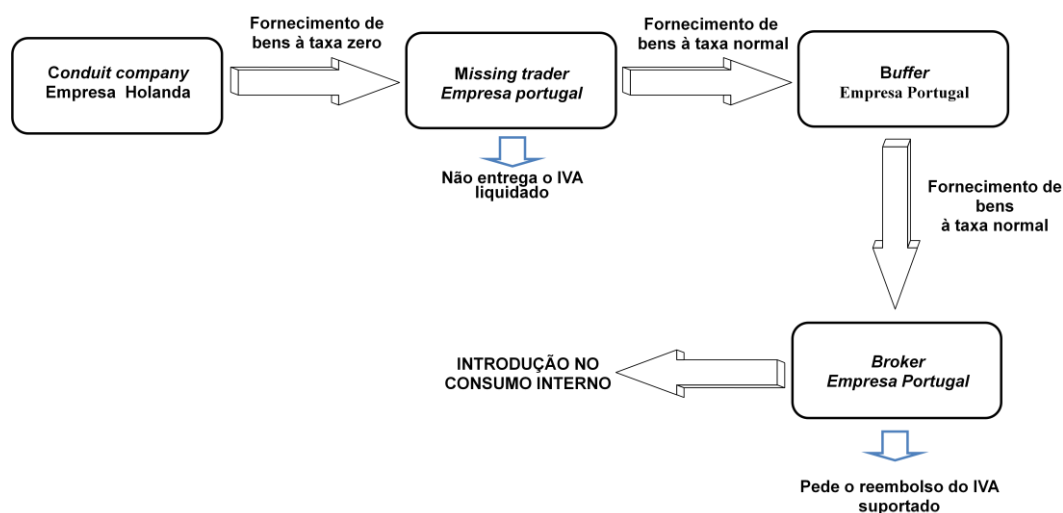 Fornecimento de
bens à taxa zero
Fornecimento de
bens à taxa normal
Conduit company
Empresa Holanda
Missing trader
Empresa portugal
Buffer
Empresa Portugal
Não entrega o IVA
liquidado
Fornecimento de
bens
à taxa normal
INTRODUÇÃO NO
CONSUMO INTERNO
Broker
Empresa Portugal
Pede o reembolso do IVA
suportado